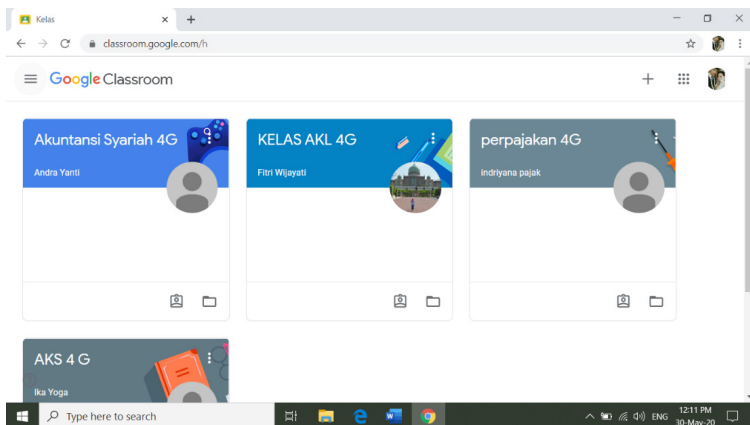 Kelas
classroom.google.com/h
Google Classroom
Akuntansi Syariah 4G
Andra Yanti
KELAS AKL 4G
Fitri Wijayati
perpajakan 4G
indriyana pajak
AKS 4 G
Ika Yoga
Type here to search
ENG
12:11 PM
30-May-20